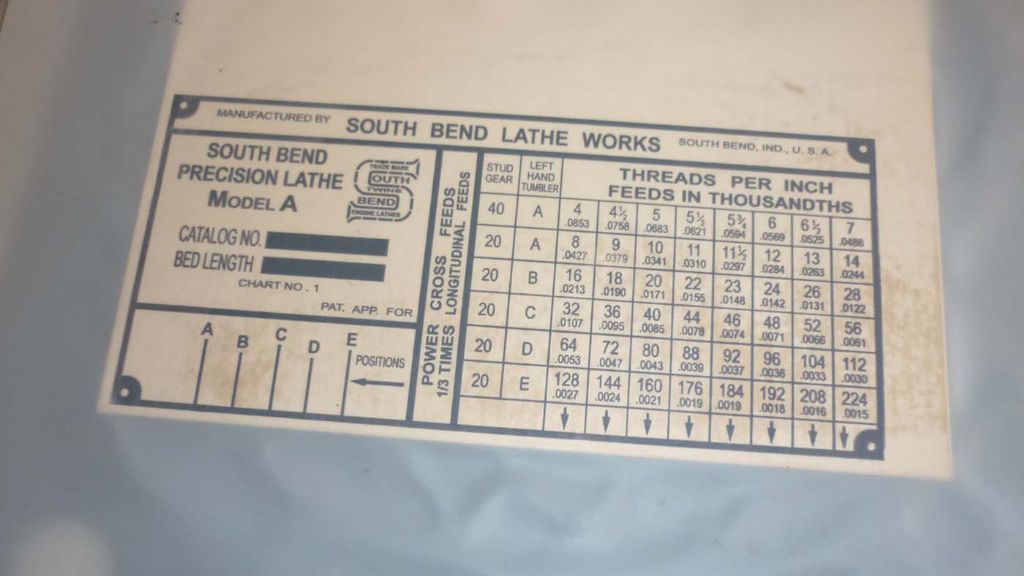 MANUFACTURED BY SOUTH BEND LATHE WORKS SOUTH BEND, IND., U. S. A.
SOUTH BEND
PRECISION LATHE
MODEL A
TRADE MARK
SOUTH
TWINS
BEND
ENGINE LATHES
CATALOG NO.
BED LENGTH
CHART NO. 1
PAT. APP. FOR
A B C D E
POSITIONS
POWER CROSS FEEDS
1/3 TIMES LONGITUDINAL FEEDS
STUD GEAR
LEFT HAND TUMBLER
THREADS PER INCH
FEEDS IN THOUSANDTHS
40 A 4 4½ 5 5½ 5¾ 6 6½ 7
.0853 .0758 .0683 .0621 .0594 .0569 .0525 .0488
20 A 8 9 10 11 11½ 12 13 14
.0427 .0379 .0341 .0310 .0297 .0284 .0263 .0244
20 B 16 18 20 22 23 24 26 28
.0213 .0190 .0171 .0155 .0148 .0142 .0131 .0122
20 C 32 36 40 44 46 48 52 56
.0107 .0095 .0085 .0078 .0074 .0071 .0066 .0061
20 D 64 72 80 88 92 96 104 112
.0053 .0047 .0043 .0039 .0037 .0036 .0033 .0030
20 E 128 144 160 176 184 192 208 224
.0027 .0024 .0021 .0019 .0019 .0018 .0016 .0015